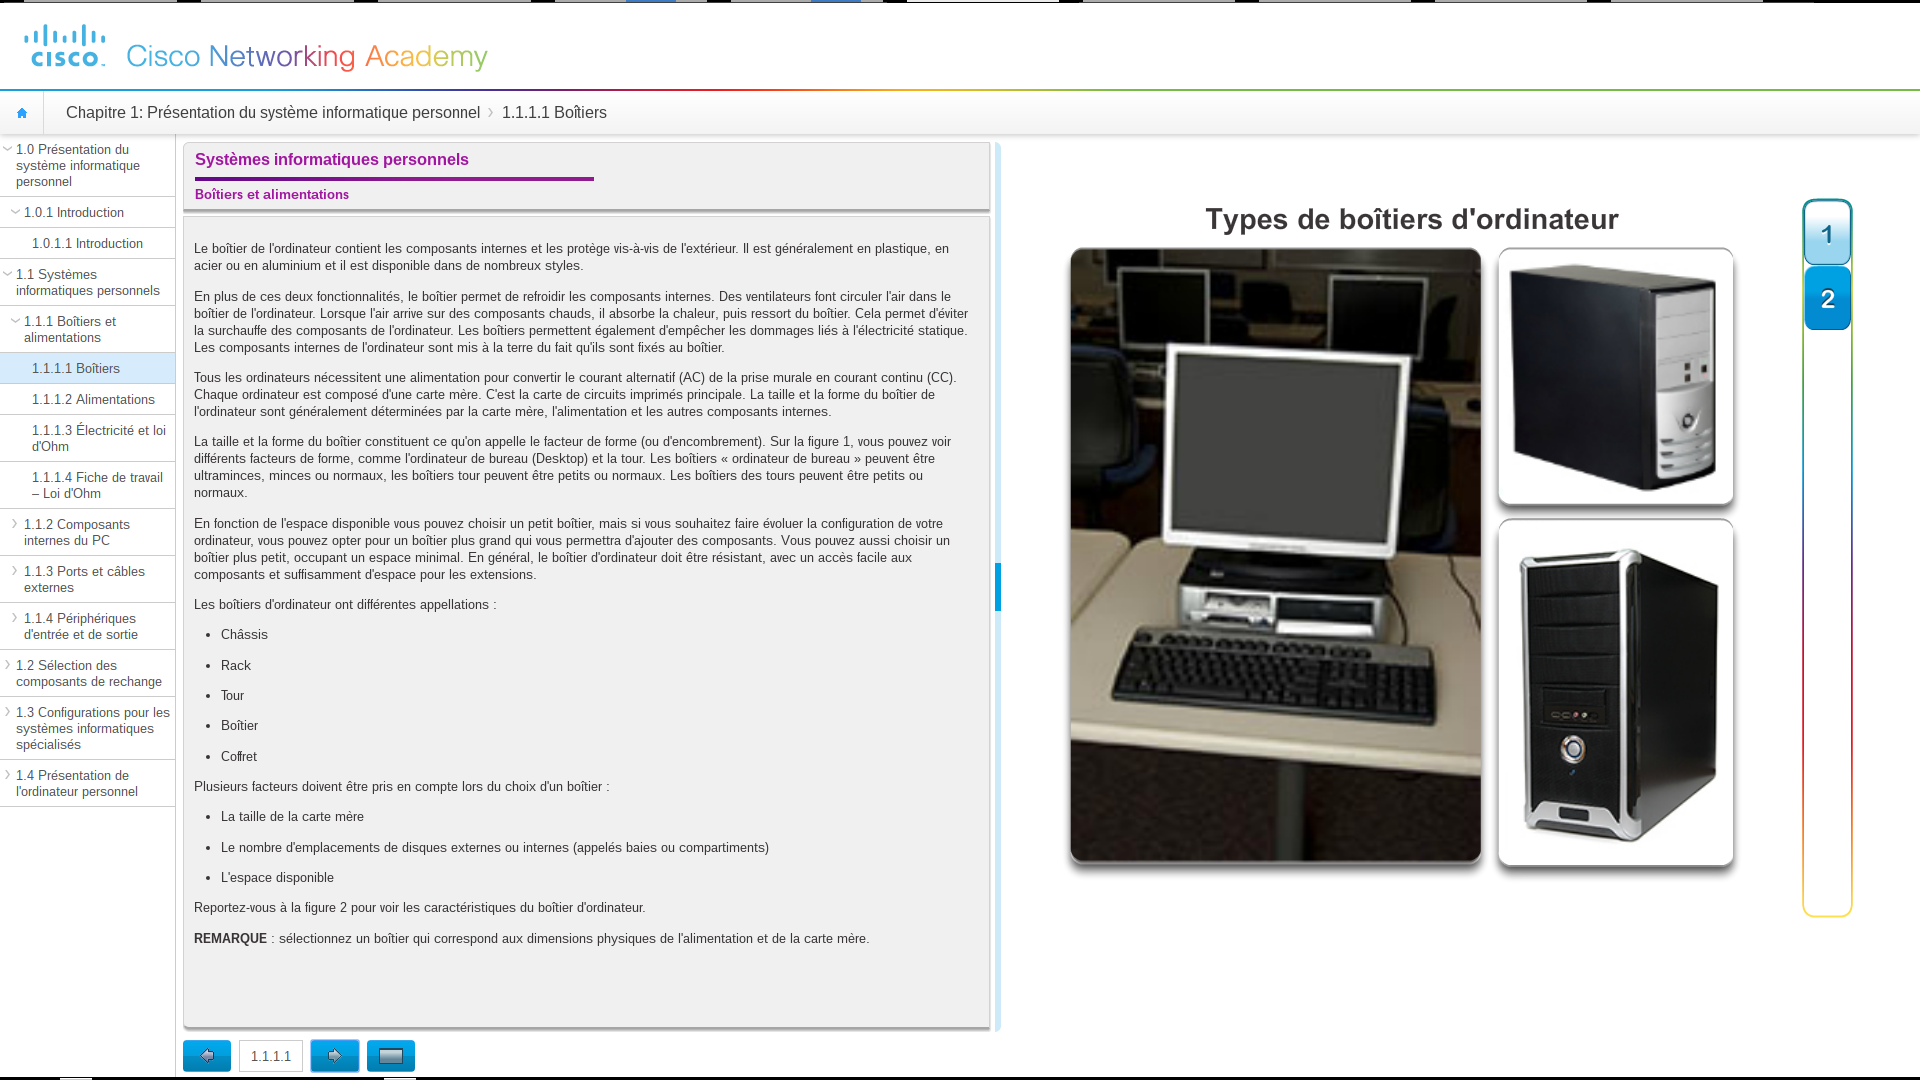 CISCO
Cisco Networking Academy
Chapitre 1: Présentation du système informatique personnel
1.1.1.1 Boîtiers
1.0 Présentation du
système informatique
personnel
1.0.1 Introduction
1.0.1.1 Introduction
1.1 Systèmes
informatiques personnels
1.1.1 Boîtiers et
alimentations
1.1.1.1 Boîtiers
1.1.1.2 Alimentations
1.1.1.3 Électricité et loi
d'Ohm
1.1.1.4 Fiche de travail
– Loi d'Ohm
1.1.2 Composants
internes du PC
1.1.3 Ports et câbles
externes
1.1.4 Périphériques
d'entrée et de sortie
1.2 Sélection des
composants de rechange
1.3 Configurations pour les
systèmes informatiques
spécialisés
1.4 Présentation de
l'ordinateur personnel
Systèmes informatiques personnels
Boîtiers et alimentations
Le boîtier de l'ordinateur contient les composants internes et les protège vis-à-vis de l'extérieur. Il est généralement en plastique, en
acier ou en aluminium et il est disponible dans de nombreux styles.
En plus de ces deux fonctionnalités, le boîtier permet de refroidir les composants internes. Des ventilateurs font circuler l'air dans le
boîtier de l'ordinateur. Lorsque l'air arrive sur des composants chauds, il absorbe la chaleur, puis ressort du boîtier. Cela permet d'éviter
la surchauffe des composants de l'ordinateur. Les boîtiers permettent également d'empêcher les dommages liés à l'électricité statique.
Les composants internes de l'ordinateur sont mis à la terre du fait qu'ils sont fixés au boîtier.
Tous les ordinateurs nécessitent une alimentation pour convertir le courant alternatif (AC) de la prise murale en courant continu (CC).
Chaque ordinateur est composé d'une carte mère. C'est la carte de circuits imprimés principale. La taille et la forme du boîtier de
l'ordinateur sont généralement déterminées par la carte mère, l'alimentation et les autres composants internes.
La taille et la forme du boîtier constituent ce qu'on appelle le facteur de forme (ou d'encombrement). Sur la figure 1, vous pouvez voir
différents facteurs de forme, comme l'ordinateur de bureau (Desktop) et la tour. Les boîtiers « ordinateur de bureau » peuvent être
ultraminces, minces ou normaux, les boîtiers tour peuvent être petits ou normaux. Les boîtiers des tours peuvent être petits ou
normaux.
En fonction de l'espace disponible vous pouvez choisir un petit boîtier, mais si vous souhaitez faire évoluer la configuration de votre
ordinateur, vous pouvez opter pour un boîtier plus grand qui vous permettra d'ajouter des composants. Vous pouvez aussi choisir un
boîtier plus petit, occupant un espace minimal. En général, le boîtier d'ordinateur doit être résistant, avec un accès facile aux
composants et suffisamment d'espace pour les extensions.
Les boîtiers d'ordinateur ont différentes appellations :
• Châssis
• Rack
• Tour
• Boîtier
• Coffret
Plusieurs facteurs doivent être pris en compte lors du choix d'un boîtier :
• La taille de la carte mère
• Le nombre d'emplacements de disques externes ou internes (appelés baies ou compartiments)
• L'espace disponible
Reportez-vous à la figure 2 pour voir les caractéristiques du boîtier d'ordinateur.
REMARQUE : sélectionnez un boîtier qui correspond aux dimensions physiques de l'alimentation et de la carte mère.
1.1.1.1
Types de boîtiers d'ordinateur
1
2